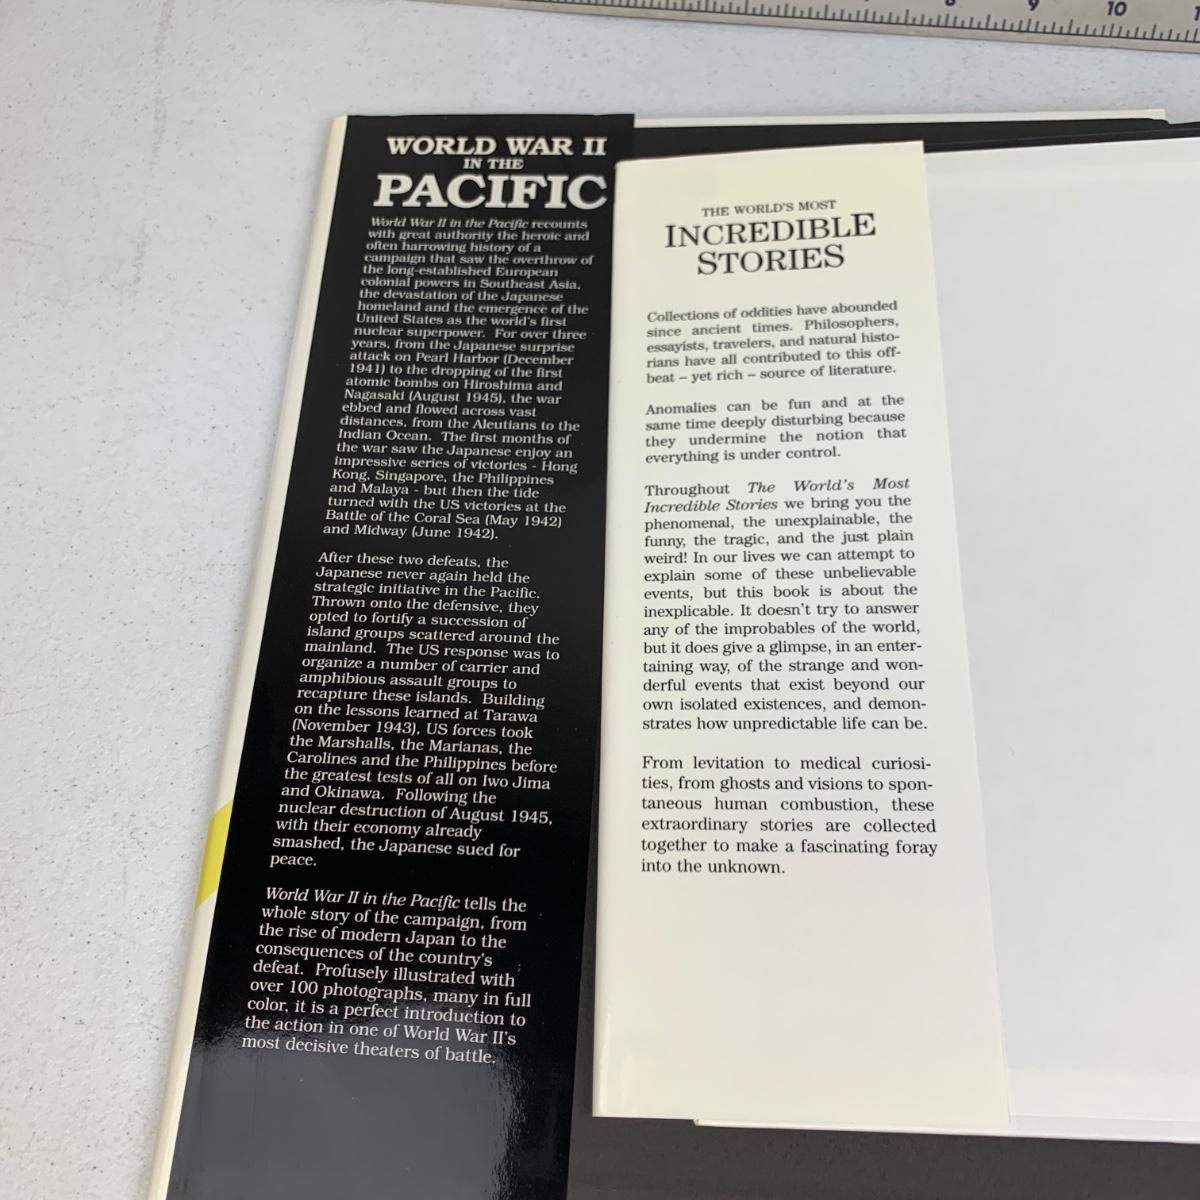 8
9
10
WORLD WAR II
IN THE
PACIFIC
World War II in the Pacific recounts
with great authority the heroic and
often harrowing history of a
campaign that saw the overthrow of
the long-established European
colonial powers in Southeast Asia,
the devastation of the Japanese
homeland and the emergence of the
United States as the world's first
nuclear superpower. For over three
years, from the Japanese surprise
attack on Pearl Harbor (December
1941) to the dropping of the first
atomic bombs on Hiroshima and
Nagasaki (August 1945), the war
ebbed and flowed across vast
distances, from the Aleutians to the
Indian Ocean. The first months of
the war saw the Japanese enjoy an
impressive series of victories - Hong
Kong, Singapore, the Philippines
and Malaya - but then the tide
turned with the US victories at the
Battle of the Coral Sea (May 1942)
and Midway (June 1942).
After these two defeats, the
Japanese never again held the
strategic initiative in the Pacific.
Thrown onto the defensive, they
opted to fortify a succession of
island groups scattered around the
mainland. The US response was to
organize a number of carrier and
amphibious assault groups to
recapture these islands. Building
on the lessons learned at Tarawa
(November 1943), US forces took
the Marshalls, the Marianas, the
Carolines and the Philippines before
the greatest tests of all on Iwo Jima
and Okinawa. Following the
nuclear destruction of August 1945,
with their economy already
smashed, the Japanese sued for
peace.
World War II in the Pacific tells the
whole story of the campaign, from
the rise of modern Japan to the
consequences of the country's
defeat. Profusely illustrated with
over 100 photographs, many in full
color, it is a perfect introduction to
the action in one of World War II's
most decisive theaters of battle.
THE WORLD'S MOST
INCREDIBLE
STORIES
Collections of oddities have abounded
since ancient times. Philosophers,
essayists, travelers, and natural histo-
rians have all contributed to this off-
beat – yet rich – source of literature.
Anomalies can be fun and at the
same time deeply disturbing because
they undermine the notion that
everything is under control.
Throughout The World's Most
Incredible Stories we bring you the
phenomenal, the unexplainable, the
funny, the tragic, and the just plain
weird! In our lives we can attempt to
explain some of these unbelievable
events, but this book is about the
inexplicable. It doesn't try to answer
any of the improbables of the world,
but it does give a glimpse, in an enter-
taining way, of the strange and won-
derful events that exist beyond our
own isolated existences, and demon-
strates how unpredictable life can be.
From levitation to medical curiosi-
ties, from ghosts and visions to spon-
taneous human combustion, these
extraordinary stories are collected
together to make a fascinating foray
into the unknown.